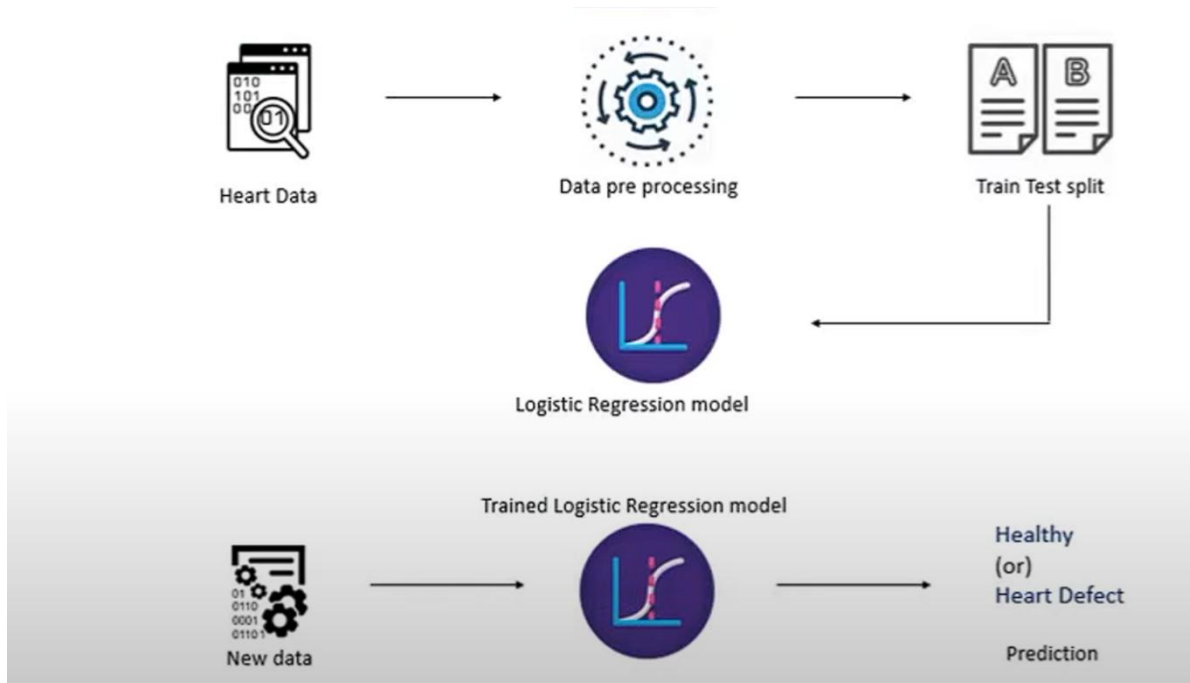 010
101
00
01
A B
Heart Data
Data pre processing
Train Test split
Logistic Regression model
Trained Logistic Regression model
01
0110
0001
01101
New data
Healthy
(or)
Heart Defect
Prediction